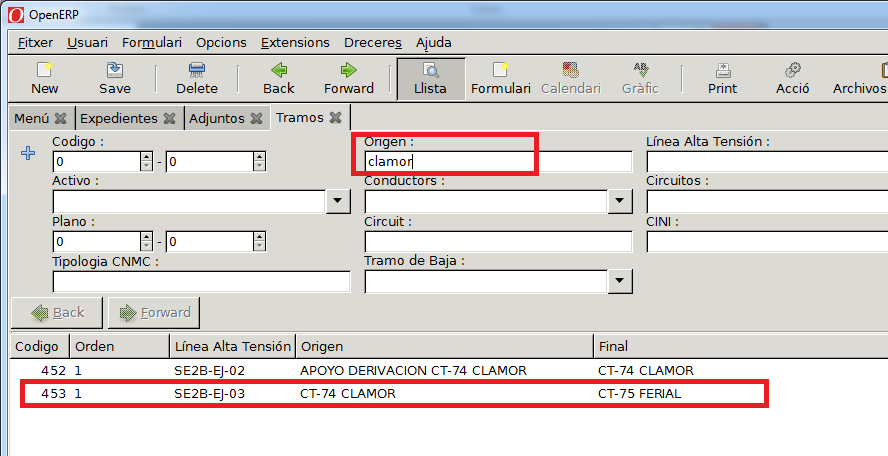 OpenERP
Fitxer Usuari Formulari Opcions Extensions Dreceres Ajuda
New Save Delete Back Forward Llista Formulari Calendari Gràfic Print Acció Archivos
Menú Expedientes Adjuntos Tramos
Codigo : Origen : Línea Alta Tensión :
0 - 0 clamor
Activo : Conductors : Circuitos :
Plano : Circuit : CINI :
0 - 0
Tipologia CNMC : Tramo de Baja :
Back Forward
Codigo Orden Línea Alta Tensión Origen Final
452 1 SE2B-EJ-02 APOYO DERIVACION CT-74 CLAMOR CT-74 CLAMOR
453 1 SE2B-EJ-03 CT-74 CLAMOR CT-75 FERIAL